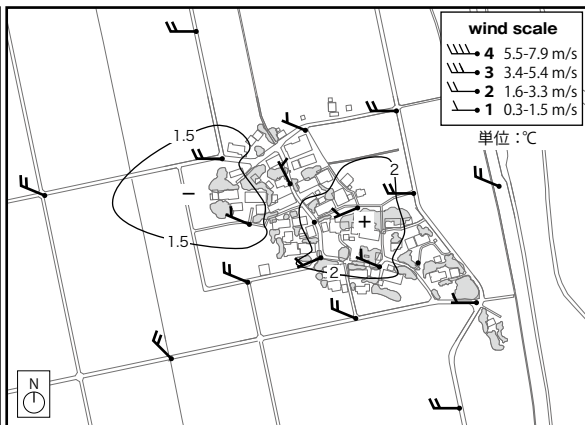 wind scale
4 5.5-7.9 m/s
3 3.4-5.4 m/s
2 1.6-3.3 m/s
1 0.3-1.5 m/s
単位：℃
1.5
2
−
+
1.5
2
N